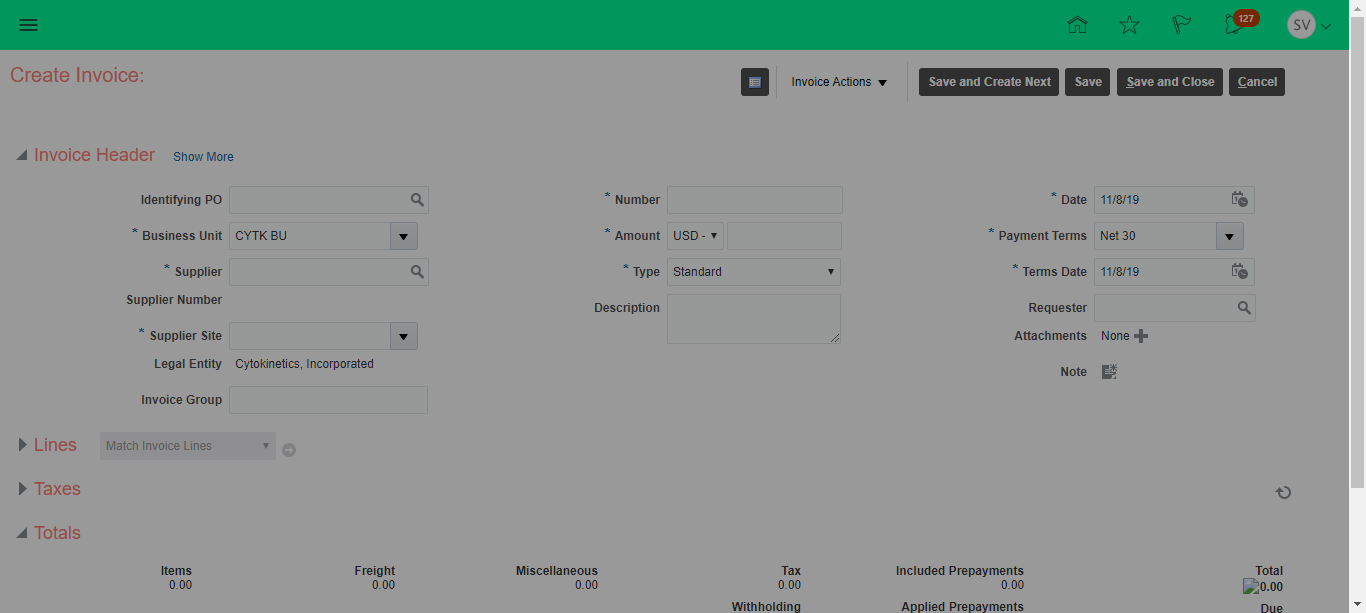 127
SV
Create Invoice:
Invoice Actions
Save and Create Next
Save
Save and Close
Cancel
Invoice Header Show More
Identifying PO
* Number
* Date 11/8/19
* Business Unit CYTK BU
* Amount USD -
* Payment Terms Net 30
* Supplier
* Type Standard
* Terms Date 11/8/19
Supplier Number
Description
Requester
* Supplier Site
Attachments None
Legal Entity Cytokinetics, Incorporated
Note
Invoice Group
Lines Match Invoice Lines
Taxes
Totals
Items Freight Miscellaneous Tax Included Prepayments Total
0.00 0.00 0.00 0.00 0.00 0.00
Withholding Applied Prepayments Due